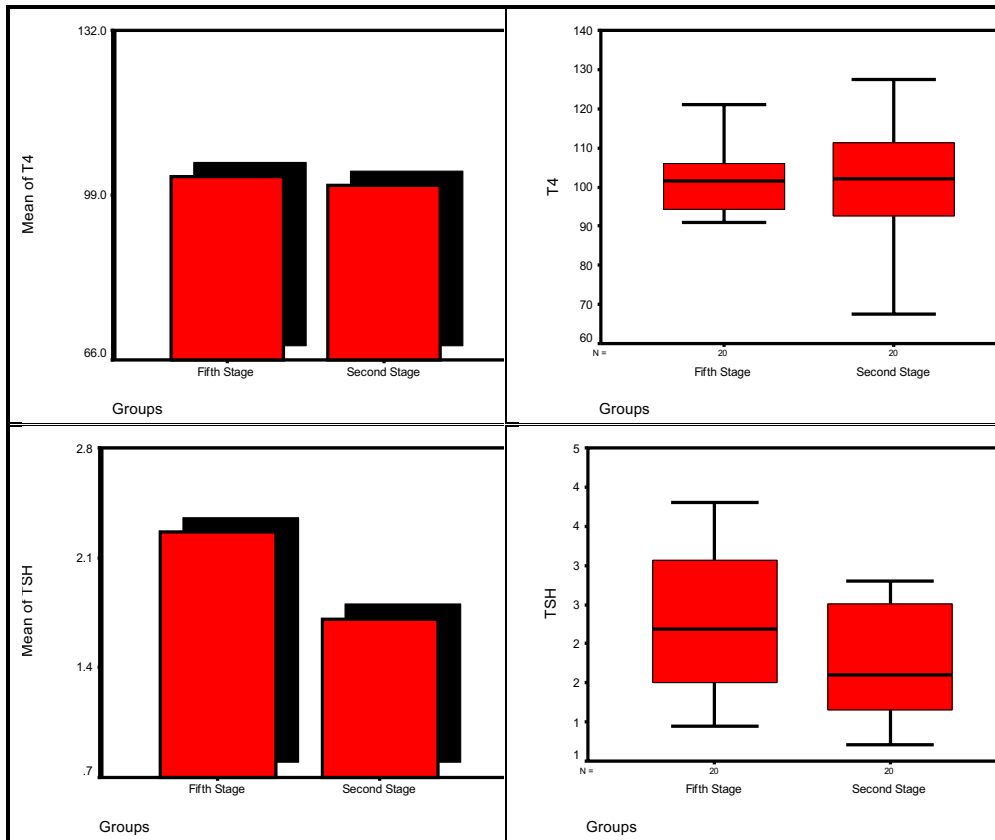 132.0
99.0
66.0
Mean of T4
Fifth Stage Second Stage
Groups
140
130
120
110
100
90
80
70
60
T4
N = 20 20
Fifth Stage Second Stage
Groups
2.8
2.1
1.4
.7
Mean of TSH
Fifth Stage Second Stage
Groups
5
4
4
3
3
2
2
1
1
TSH
N = 20 20
Fifth Stage Second Stage
Groups